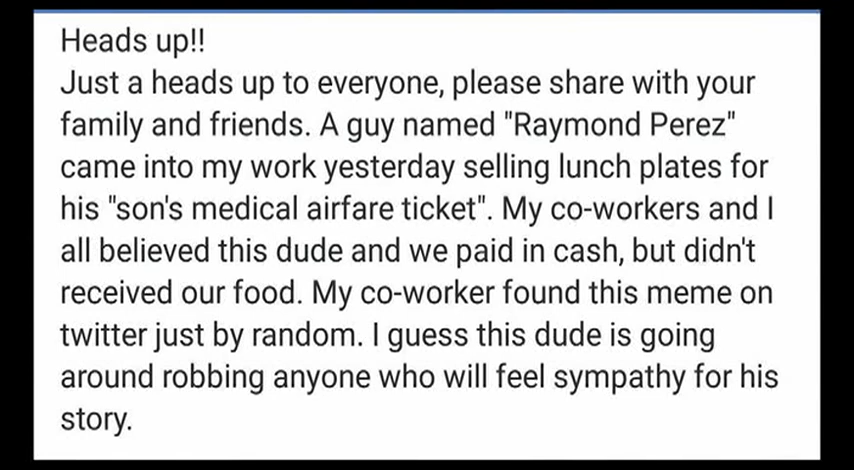 Heads up!!
Just a heads up to everyone, please share with your
family and friends. A guy named "Raymond Perez"
came into my work yesterday selling lunch plates for
his "son's medical airfare ticket". My co-workers and I
all believed this dude and we paid in cash, but didn't
received our food. My co-worker found this meme on
twitter just by random. I guess this dude is going
around robbing anyone who will feel sympathy for his
story.